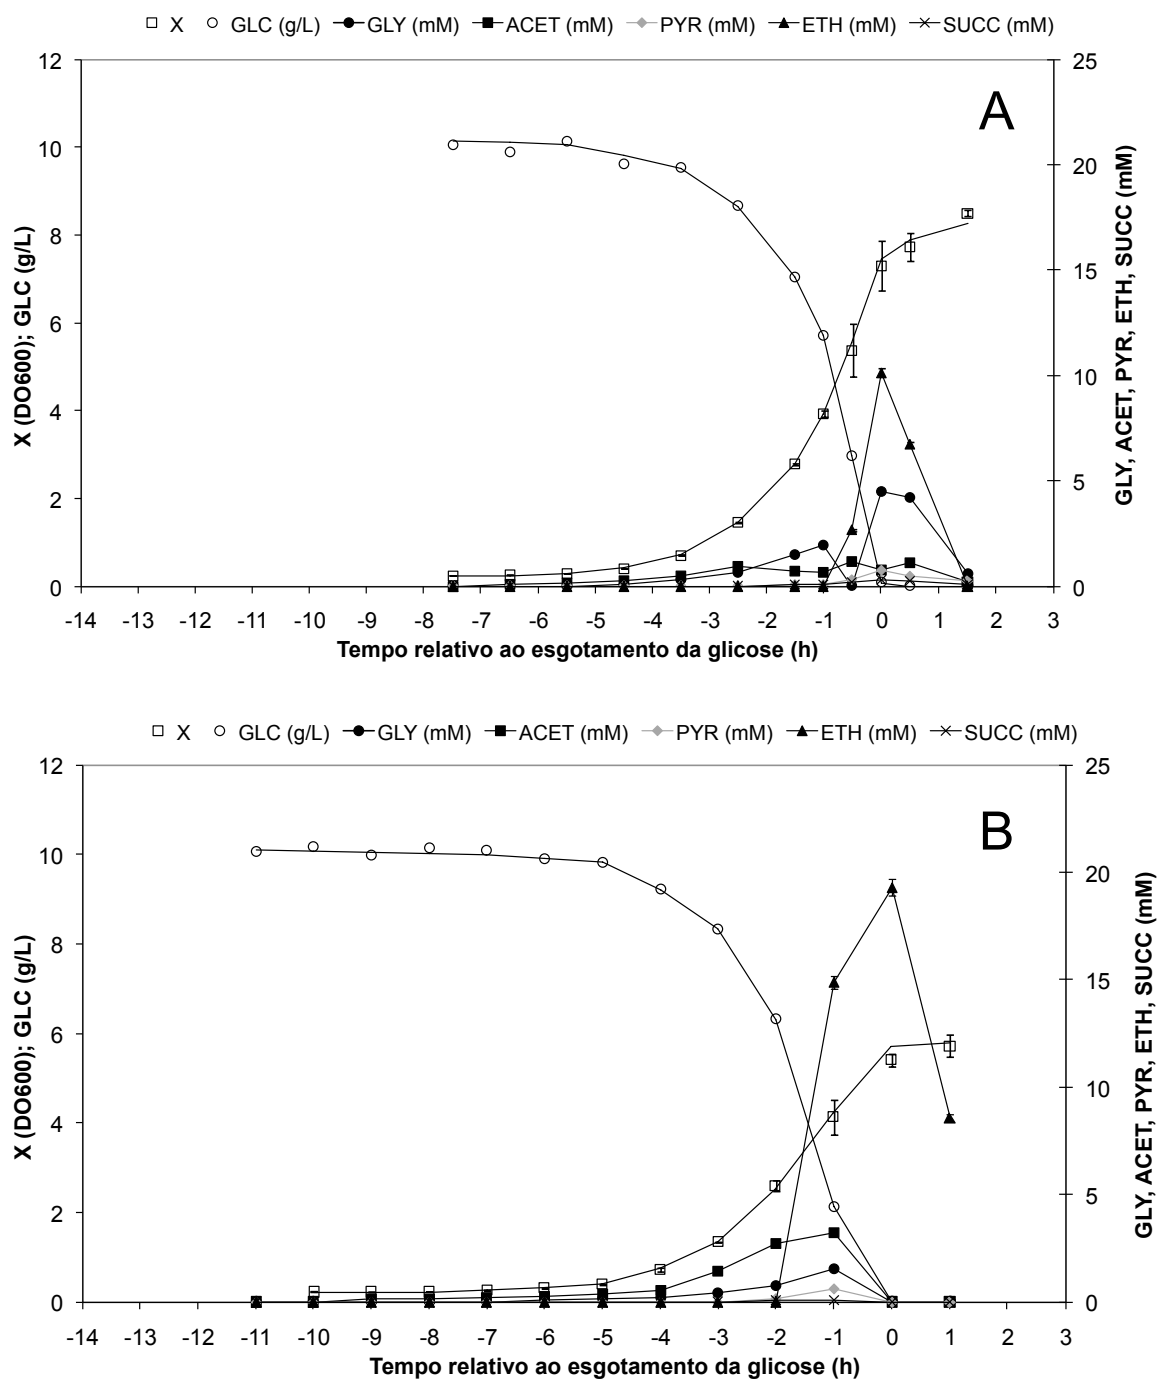 X GLC (g/L) GLY (mM) ACET (mM) PYR (mM) ETH (mM) SUCC (mM)
A
12
10
8
6
4
2
0
25
20
15
10
5
0
X (DO600); GLC (g/L)
GLY, ACET, PYR, ETH, SUCC (mM)
-14 -13 -12 -11 -10 -9 -8 -7 -6 -5 -4 -3 -2 -1 0 1 2 3
Tempo relativo ao esgotamento da glicose (h)
X GLC (g/L) GLY (mM) ACET (mM) PYR (mM) ETH (mM) SUCC (mM)
B
12
10
8
6
4
2
0
25
20
15
10
5
0
X (DO600); GLC (g/L)
GLY, ACET, PYR, ETH, SUCC (mM)
-14 -13 -12 -11 -10 -9 -8 -7 -6 -5 -4 -3 -2 -1 0 1 2 3
Tempo relativo ao esgotamento da glicose (h)